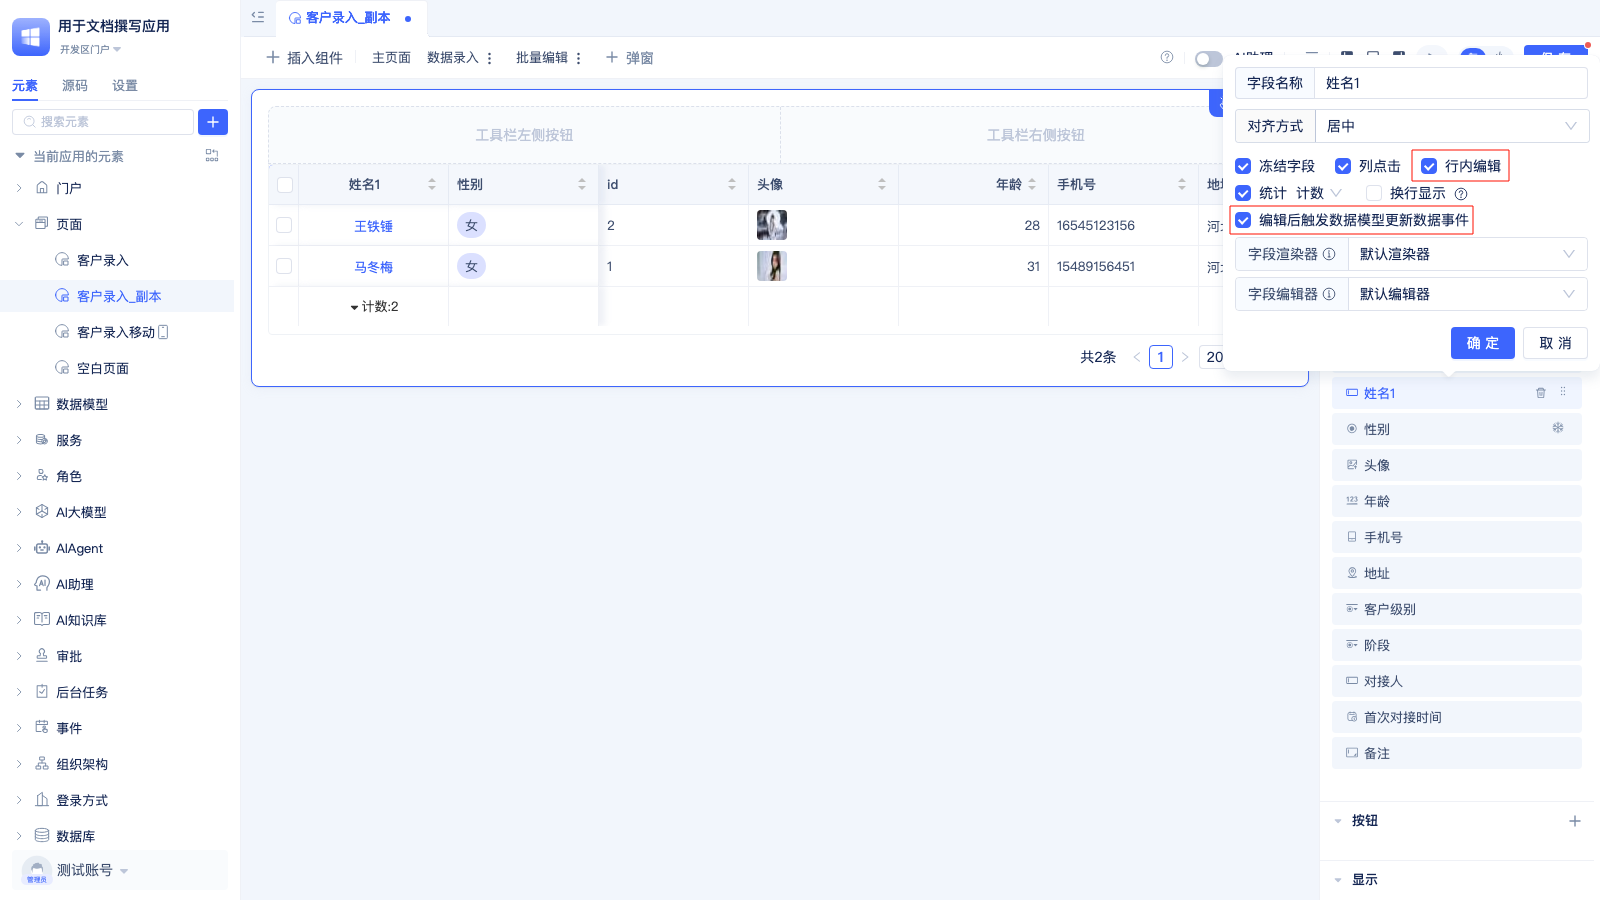 用于文档撰写应用
开发区门户
元素
源码
设置
搜索元素
当前应用的元素
门户
页面
客户录入
客户录入_副本
客户录入移动
空白页面
数据模型
服务
角色
AI大模型
AIAgent
AI助理
AI知识库
审批
后台任务
事件
组织架构
登录方式
数据库
管理员
测试账号
客户录入_副本
插入组件
主页面
数据录入
批量编辑
弹窗
工具栏左侧按钮
工具栏右侧按钮
姓名1
性别
id
头像
年龄
手机号
王铁锤
女
2
28
16545123156
马冬梅
女
1
31
15489156451
计数:2
共2条
1
20
字段名称
姓名1
对齐方式
居中
冻结字段
列点击
行内编辑
统计
计数
换行显示
编辑后触发数据模型更新数据事件
字段渲染器
默认渲染器
字段编辑器
默认编辑器
确 定
取 消
姓名1
性别
头像
123
年龄
手机号
地址
客户级别
阶段
对接人
首次对接时间
备注
按钮
显示